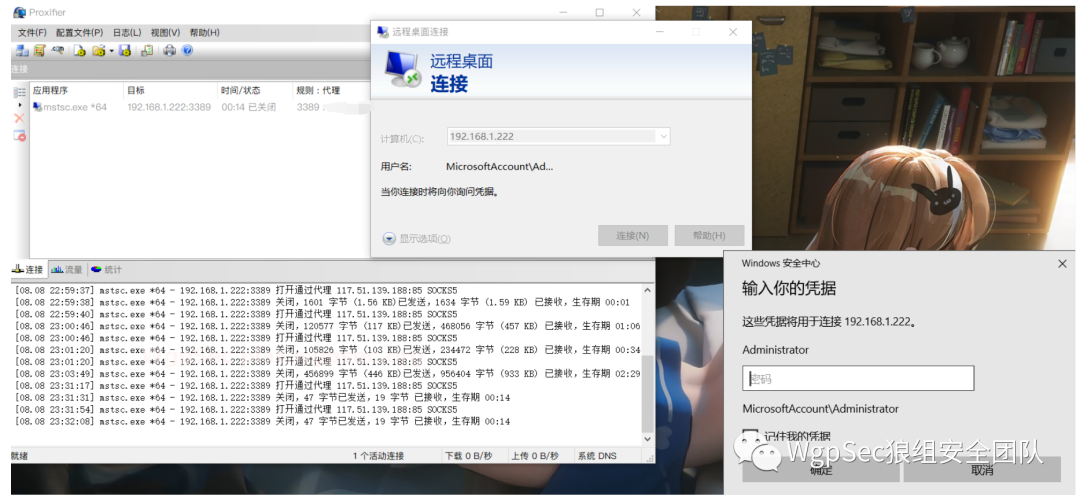 Proxifier
文件(F) 配置文件(P) 日志(L) 视图(V) 帮助(H)
连接
应用程序 目标 时间/状态 规则：代理
mstsc.exe *64 192.168.1.222:3389 00:14 已关闭 3389
远程桌面连接
远程桌面
连接
计算机(C): 192.168.1.222
用户名: MicrosoftAccount\Ad...
当你连接时将向你询问凭据。
显示选项(O) 连接(N) 帮助(H)
连接 流量 统计
[08.08 22:59:37] mstsc.exe *64 - 192.168.1.222:3389 打开通过代理 117.51.139.188:85 SOCKS5
[08.08 22:59:38] mstsc.exe *64 - 192.168.1.222:3389 关闭，1601 字节 (1.56 KB)已发送，1634 字节 (1.59 KB) 已接收，生存期 00:01
[08.08 22:59:40] mstsc.exe *64 - 192.168.1.222:3389 打开通过代理 117.51.139.188:85 SOCKS5
[08.08 23:00:46] mstsc.exe *64 - 192.168.1.222:3389 关闭，120577 字节 (117 KB)已发送，468056 字节 (457 KB) 已接收，生存期 01:06
[08.08 23:00:46] mstsc.exe *64 - 192.168.1.222:3389 打开通过代理 117.51.139.188:85 SOCKS5
[08.08 23:01:20] mstsc.exe *64 - 192.168.1.222:3389 关闭，105826 字节 (103 KB)已发送，234472 字节 (228 KB) 已接收，生存期 00:34
[08.08 23:01:20] mstsc.exe *64 - 192.168.1.222:3389 打开通过代理 117.51.139.188:85 SOCKS5
[08.08 23:03:49] mstsc.exe *64 - 192.168.1.222:3389 关闭，456899 字节 (446 KB)已发送，956404 字节 (933 KB) 已接收，生存期 02:29
[08.08 23:31:17] mstsc.exe *64 - 192.168.1.222:3389 打开通过代理 117.51.139.188:85 SOCKS5
[08.08 23:31:31] mstsc.exe *64 - 192.168.1.222:3389 关闭，47 字节已发送，19 字节 已接收，生存期 00:14
[08.08 23:31:54] mstsc.exe *64 - 192.168.1.222:3389 打开通过代理 117.51.139.188:85 SOCKS5
[08.08 23:32:08] mstsc.exe *64 - 192.168.1.222:3389 关闭，47 字节已发送，19 字节 已接收，生存期 00:14
就绪 1 个活动连接 下载 0 B/秒 上传 0 B/秒 系统 DNS
Windows 安全中心
输入你的凭据
这些凭据将用于连接 192.168.1.222。
Administrator
密码
MicrosoftAccount\Administrator
记住我的凭据
WgpSec狼组安全团队
确定 取消